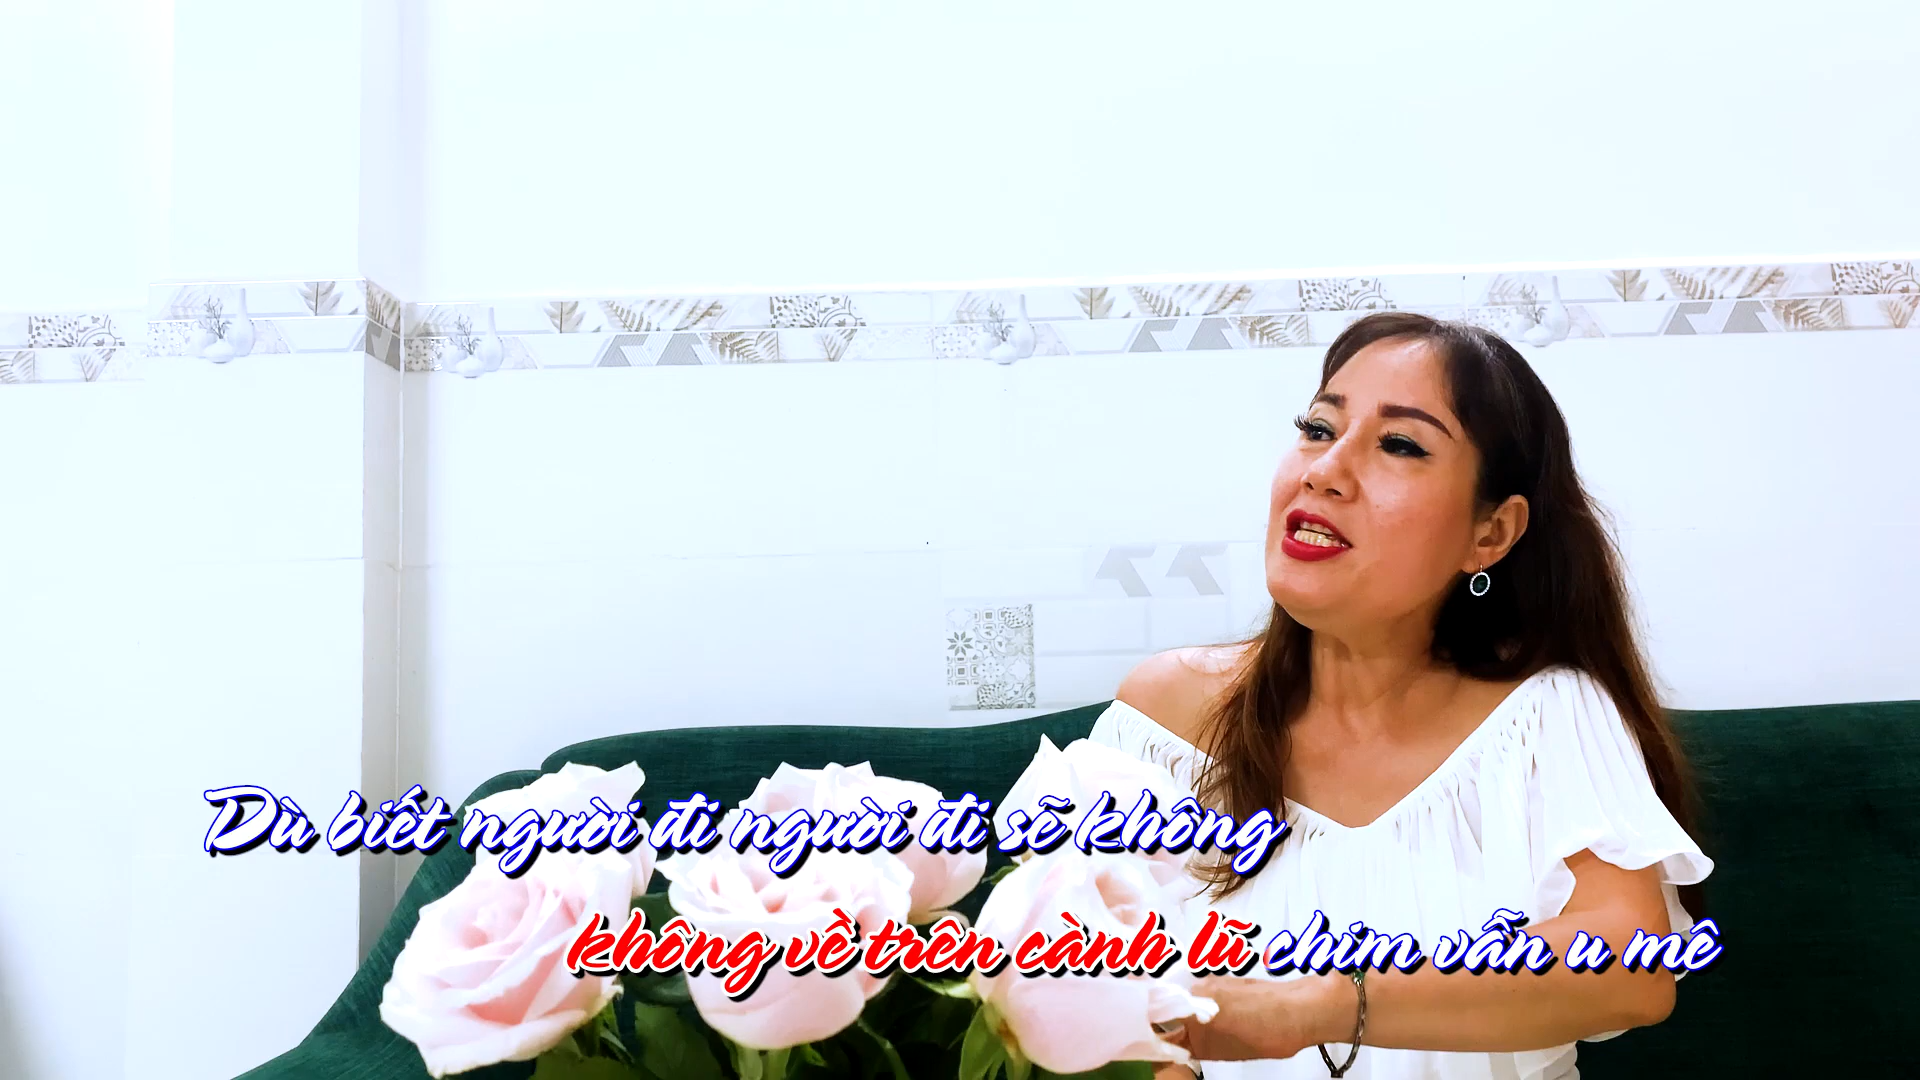 Dù biết người đi người đi sẽ không
không về trên cành lũ chim vẫn u mê